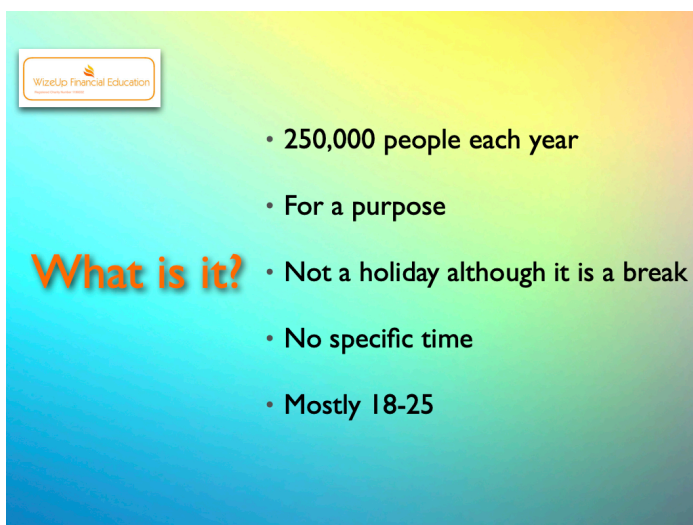 WizeUp Financial Education
What is it?
• 250,000 people each year
• For a purpose
• Not a holiday although it is a break
• No specific time
• Mostly 18-25